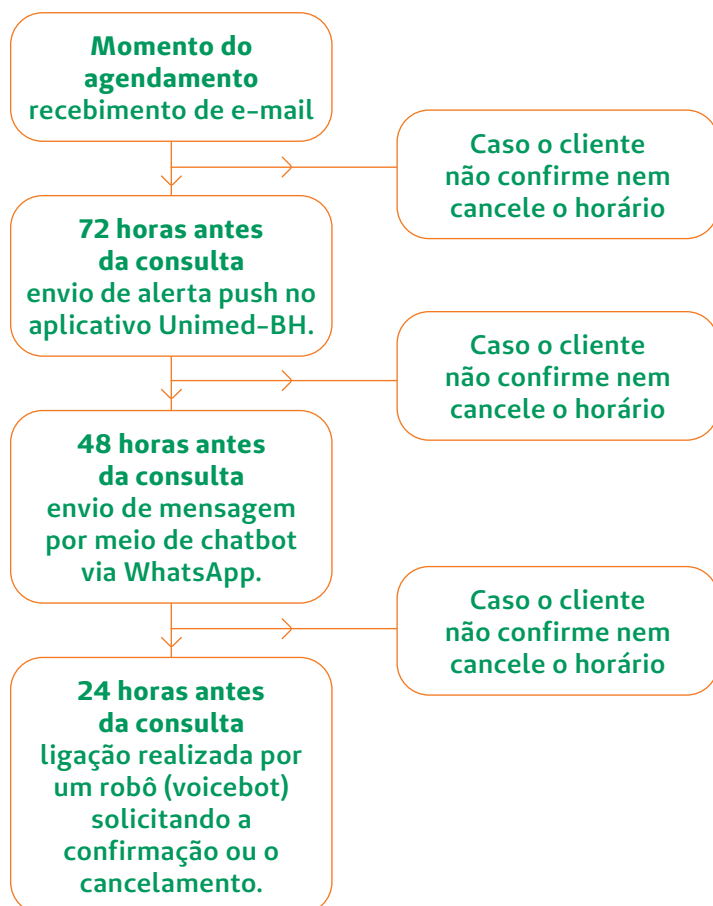 Momento do
agendamento
recebimento de e-mail
Caso o cliente
não confirme nem
cancele o horário
72 horas antes
da consulta
envio de alerta push no
aplicativo Unimed-BH.
Caso o cliente
não confirme nem
cancele o horário
48 horas antes
da consulta
envio de mensagem
por meio de chatbot
via WhatsApp.
Caso o cliente
não confirme nem
cancele o horário
24 horas antes
da consulta
ligação realizada por
um robô (voicebot)
solicitando a
confirmação ou o
cancelamento.